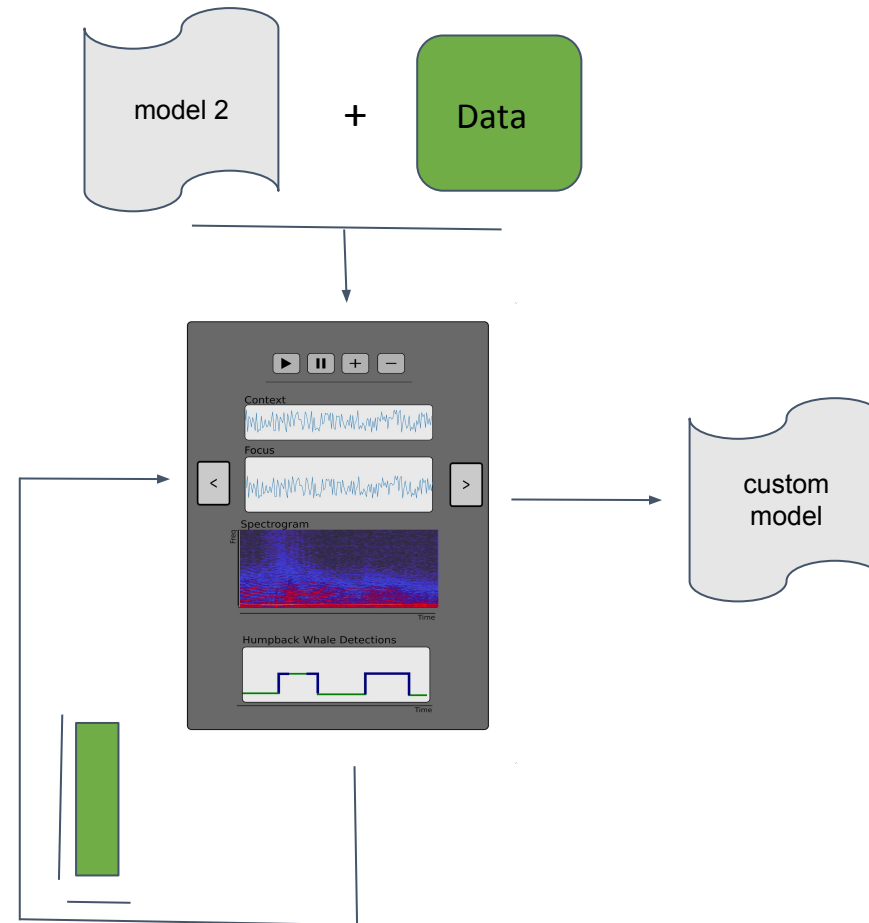 model 2
+
Data
+
−
Context
Focus
<
>
Spectrogram
Freq
Time
Humpback Whale Detections
Time
custom
model